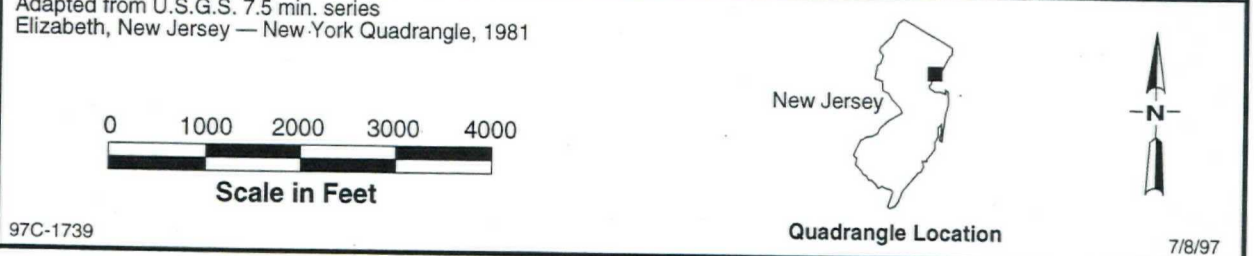 Adapted from U.S.G.S. 7.5 min. series
Elizabeth, New Jersey — New York Quadrangle, 1981
0 1000 2000 3000 4000
Scale in Feet
97C-1739
New Jersey
Quadrangle Location
N
7/8/97